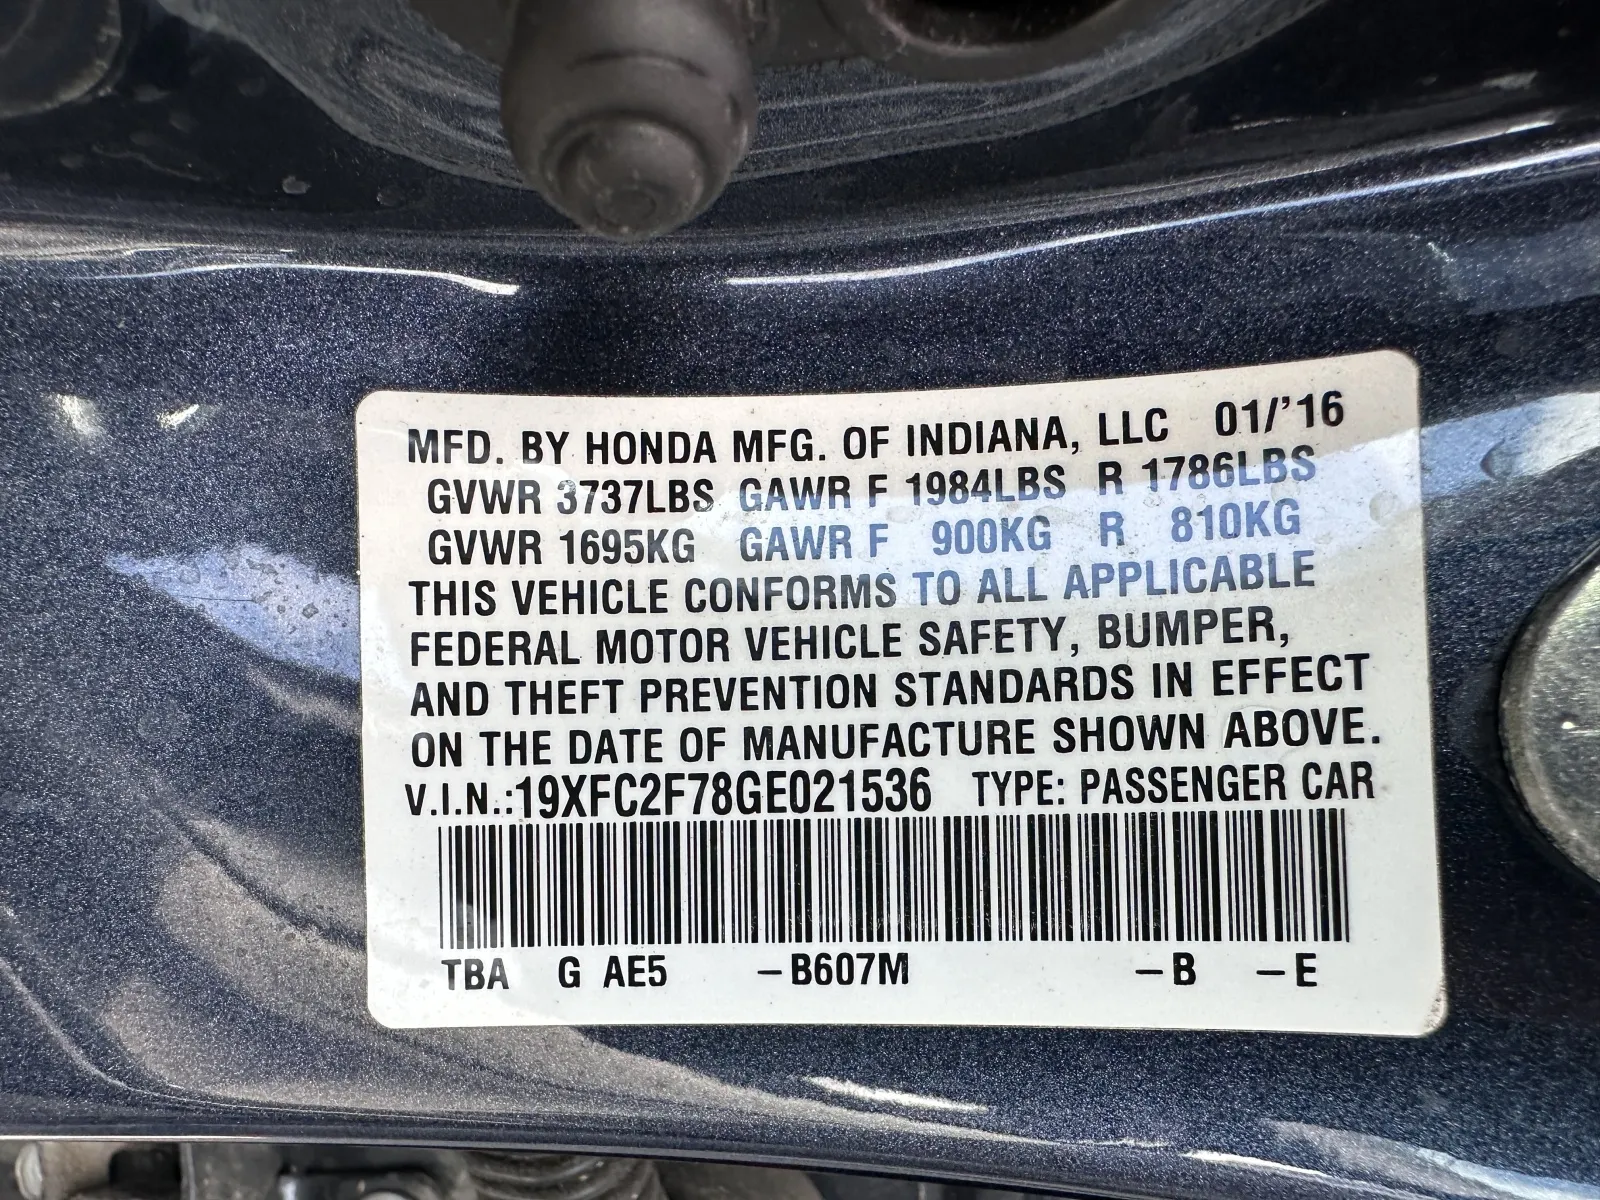 MFD. BY HONDA MFG. OF INDIANA, LLC 01/'16
GVWR 3737LBS GAWR F 1984LBS R 1786LBS
GVWR 1695KG GAWR F 900KG R 810KG
THIS VEHICLE CONFORMS TO ALL APPLICABLE
FEDERAL MOTOR VEHICLE SAFETY, BUMPER,
AND THEFT PREVENTION STANDARDS IN EFFECT
ON THE DATE OF MANUFACTURE SHOWN ABOVE.
V.I.N.:19XFC2F78GE021536 TYPE: PASSENGER CAR
TBA G AE5 –B607M –B –E